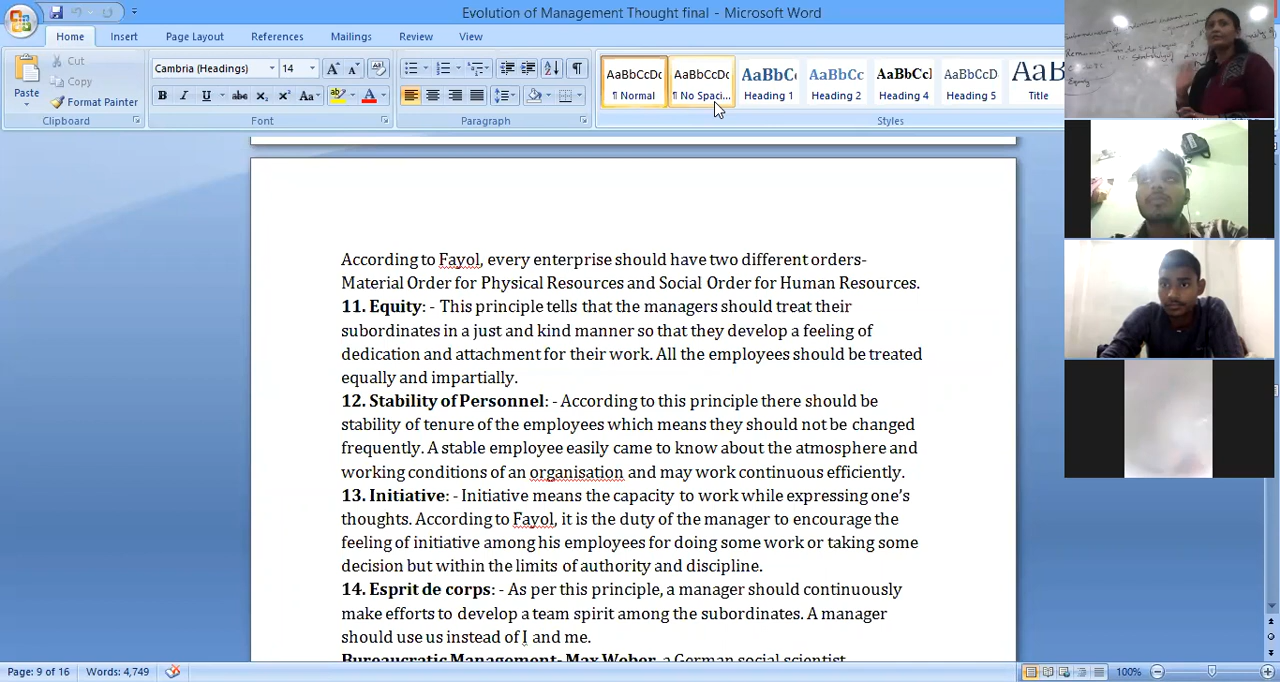 Evolution of Management Thought final - Microsoft Word
Home Insert Page Layout References Mailings Review View
Paste
Cut
Copy
Format Painter
Clipboard
Cambria (Headings) 14
Font
Paragraph
AaBbCcDc AaBbCcDc AaBbC AaBbCc AaBbCcI AaBbCcD AaB
¶ Normal ¶ No Spaci... Heading 1 Heading 2 Heading 4 Heading 5 Title
Styles
According to Fayol, every enterprise should have two different orders-
Material Order for Physical Resources and Social Order for Human Resources.
11. Equity: - This principle tells that the managers should treat their
subordinates in a just and kind manner so that they develop a feeling of
dedication and attachment for their work. All the employees should be treated
equally and impartially.
12. Stability of Personnel: - According to this principle there should be
stability of tenure of the employees which means they should not be changed
frequently. A stable employee easily came to know about the atmosphere and
working conditions of an organisation and may work continuous efficiently.
13. Initiative: - Initiative means the capacity to work while expressing one's
thoughts. According to Fayol, it is the duty of the manager to encourage the
feeling of initiative among his employees for doing some work or taking some
decision but within the limits of authority and discipline.
14. Esprit de corps: - As per this principle, a manager should continuously
make efforts to develop a team spirit among the subordinates. A manager
should use us instead of I and me.
Bureaucratic Management- Max Weber, a German social scientist
Page: 9 of 16 Words: 4,749 100%
Equity